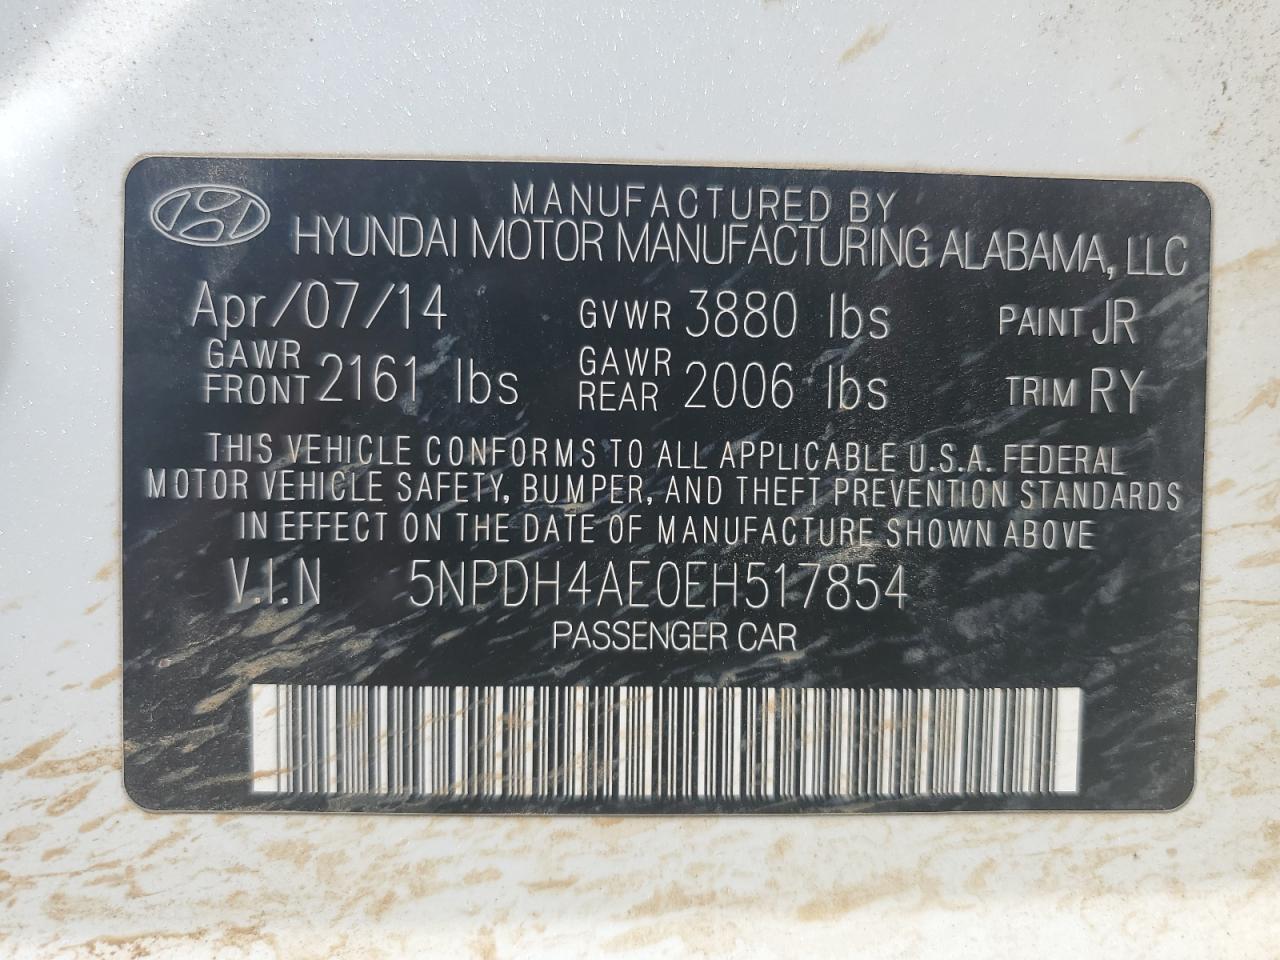 MANUFACTURED BY
HYUNDAI MOTOR MANUFACTURING ALABAMA, LLC
Apr/07/14 GVWR 3880 lbs PAINT JR
GAWR FRONT 2161 lbs GAWR REAR 2006 lbs TRIM RY
THIS VEHICLE CONFORMS TO ALL APPLICABLE U.S.A. FEDERAL
MOTOR VEHICLE SAFETY, BUMPER, AND THEFT PREVENTION STANDARDS
IN EFFECT ON THE DATE OF MANUFACTURE SHOWN ABOVE
V.I.N 5NPDH4AE0EH517854
PASSENGER CAR